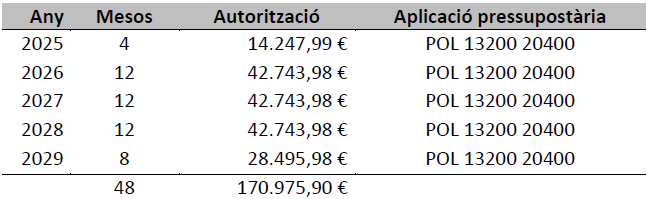 Any Mesos Autorització Aplicació pressupostària
2025 4 14.247,99 € POL 13200 20400
2026 12 42.743,98 € POL 13200 20400
2027 12 42.743,98 € POL 13200 20400
2028 12 42.743,98 € POL 13200 20400
2029 8 28.495,98 € POL 13200 20400
48 170.975,90 €